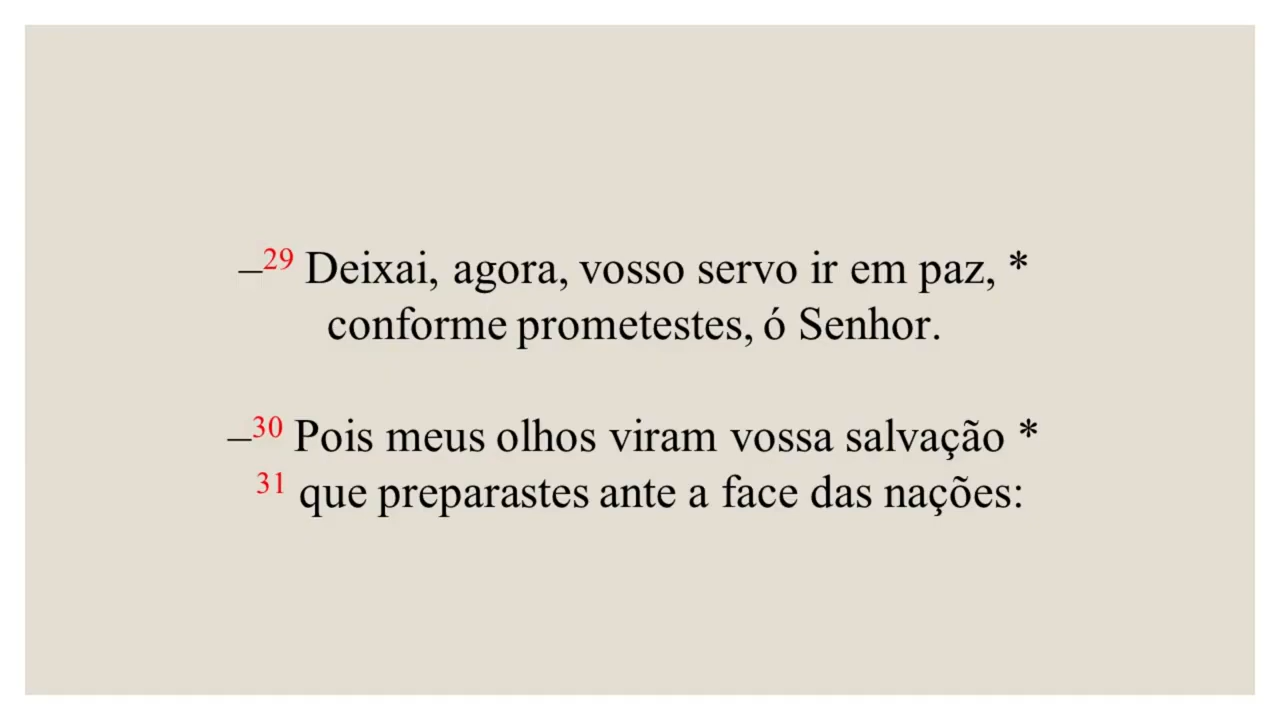 –29 Deixai, agora, vosso servo ir em paz, *
conforme prometestes, ó Senhor.
–30 Pois meus olhos viram vossa salvação *
31 que preparastes ante a face das nações: